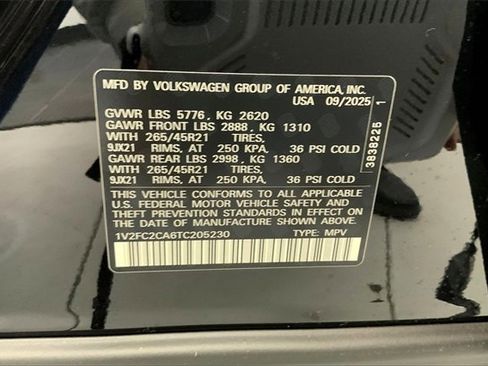 MFD BY VOLKSWAGEN GROUP OF AMERICA, INC.
USA 09/2025
GVWR LBS 5776, KG 2620
GAWR FRONT LBS 2888, KG 1310
WITH 265/45R21 TIRES,
9JX21 RIMS, AT 250 KPA. 36 PSI COLD
GAWR REAR LBS 2998, KG 1360
WITH 265/45R21 TIRES,
9JX21 RIMS, AT 250 KPA. 36 PSI COLD
THIS VEHICLE CONFORMS TO ALL APPLICABLE
U.S. FEDERAL MOTOR VEHICLE SAFETY AND
THEFT PREVENTION STANDARDS IN EFFECT ON THE
DATE OF MANUFACTURE SHOWN ABOVE.
1V2FC2CA6TC205230 TYPE: MPV
3838225 1